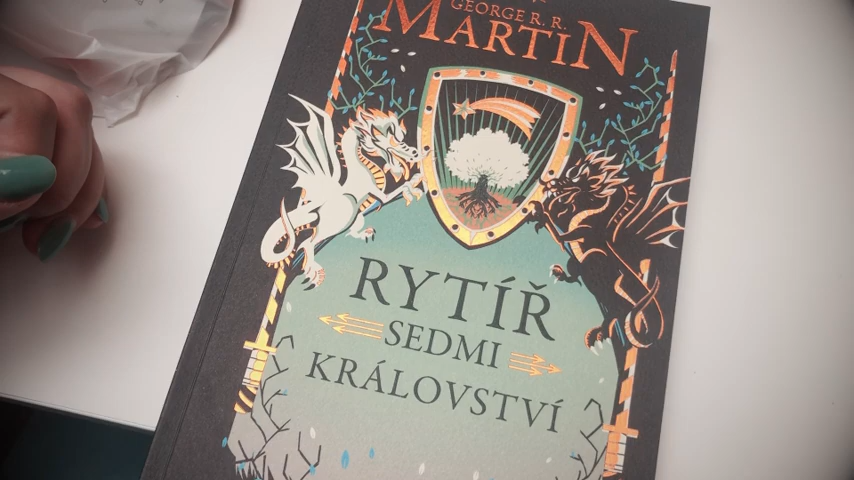 GEORGE R. R.
MARTIN
RYTÍŘ
SEDMI
KRÁLOVSTVÍ